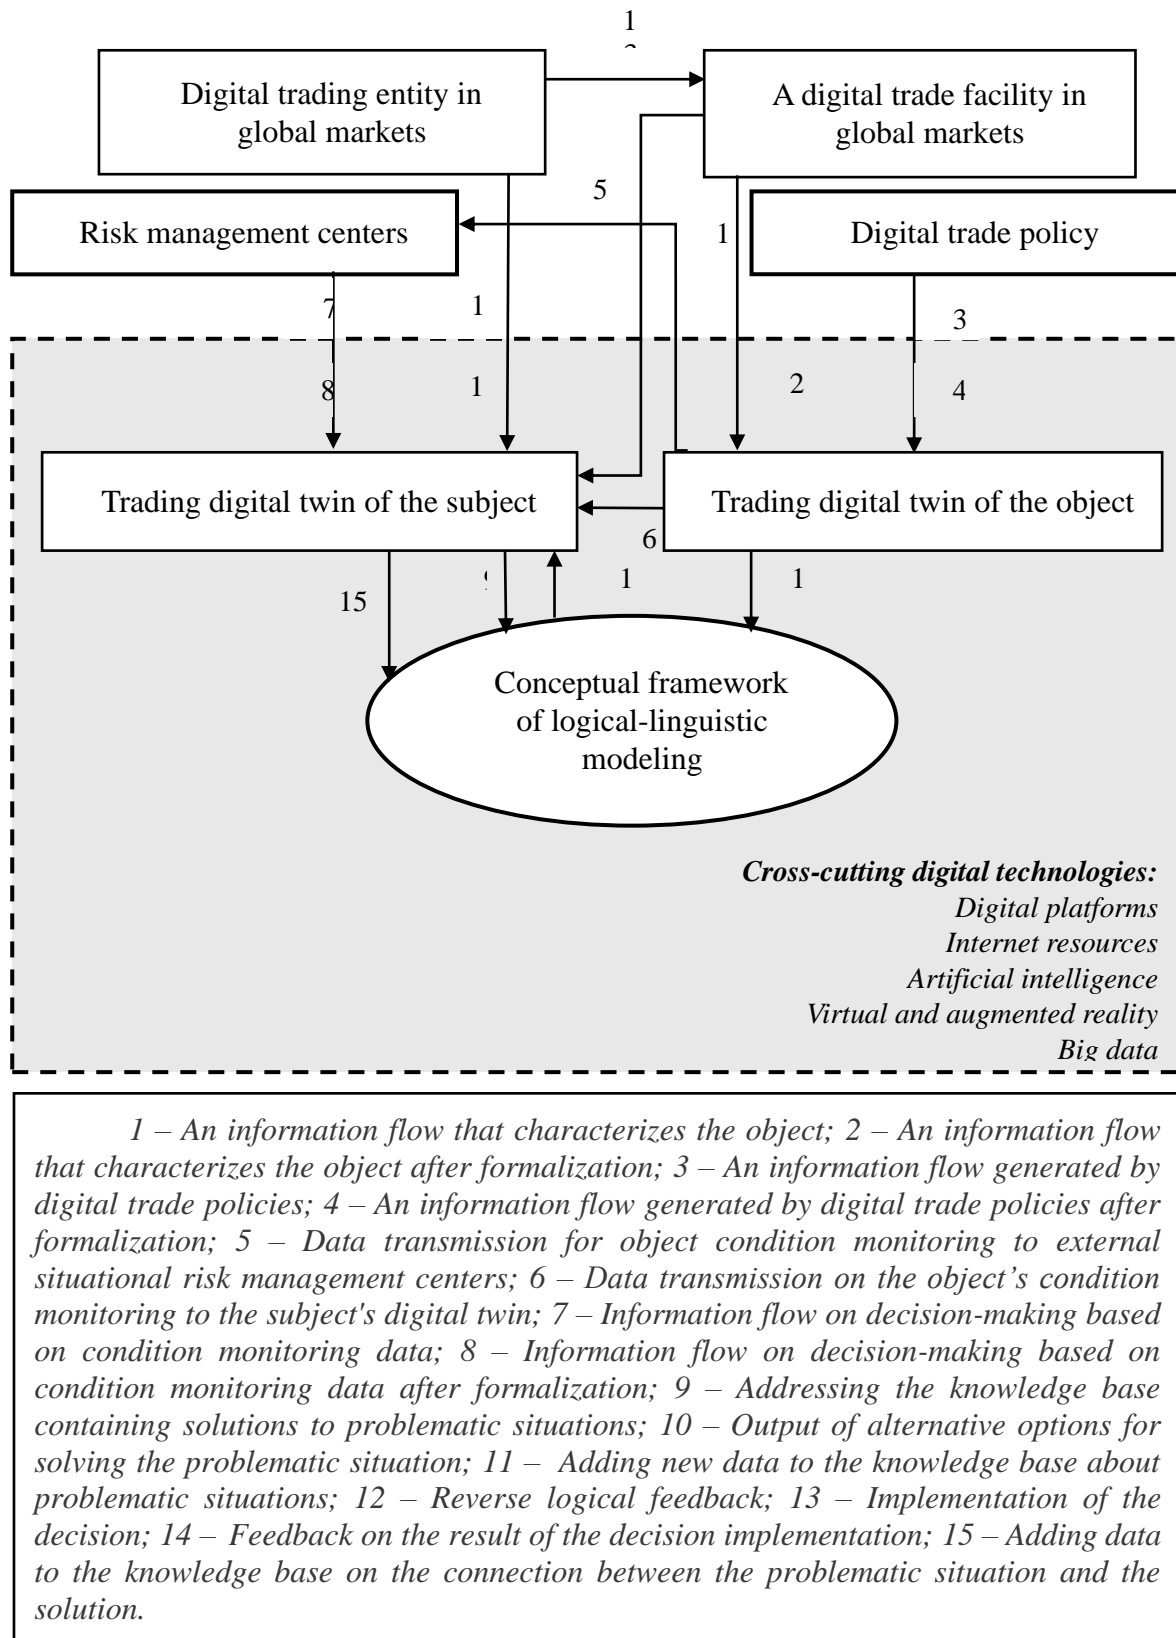 1
Digital trading entity in
global markets
A digital trade facility in
global markets
5
Risk management centers
1
Digital trade policy
7
1
3
8
1
2
4
Trading digital twin of the subject
Trading digital twin of the object
6
15
1
1
Conceptual framework
of logical-linguistic
modeling
Cross-cutting digital technologies:
Digital platforms
Internet resources
Artificial intelligence
Virtual and augmented reality
Big data
1 – An information flow that characterizes the object; 2 – An information flow
that characterizes the object after formalization; 3 – An information flow generated by
digital trade policies; 4 – An information flow generated by digital trade policies after
formalization; 5 – Data transmission for object condition monitoring to external
situational risk management centers; 6 – Data transmission on the object’s condition
monitoring to the subject's digital twin; 7 – Information flow on decision-making based
on condition monitoring data; 8 – Information flow on decision-making based on
condition monitoring data after formalization; 9 – Addressing the knowledge base
containing solutions to problematic situations; 10 – Output of alternative options for
solving the problematic situation; 11 – Adding new data to the knowledge base about
problematic situations; 12 – Reverse logical feedback; 13 – Implementation of the
decision; 14 – Feedback on the result of the decision implementation; 15 – Adding data
to the knowledge base on the connection between the problematic situation and the
solution.